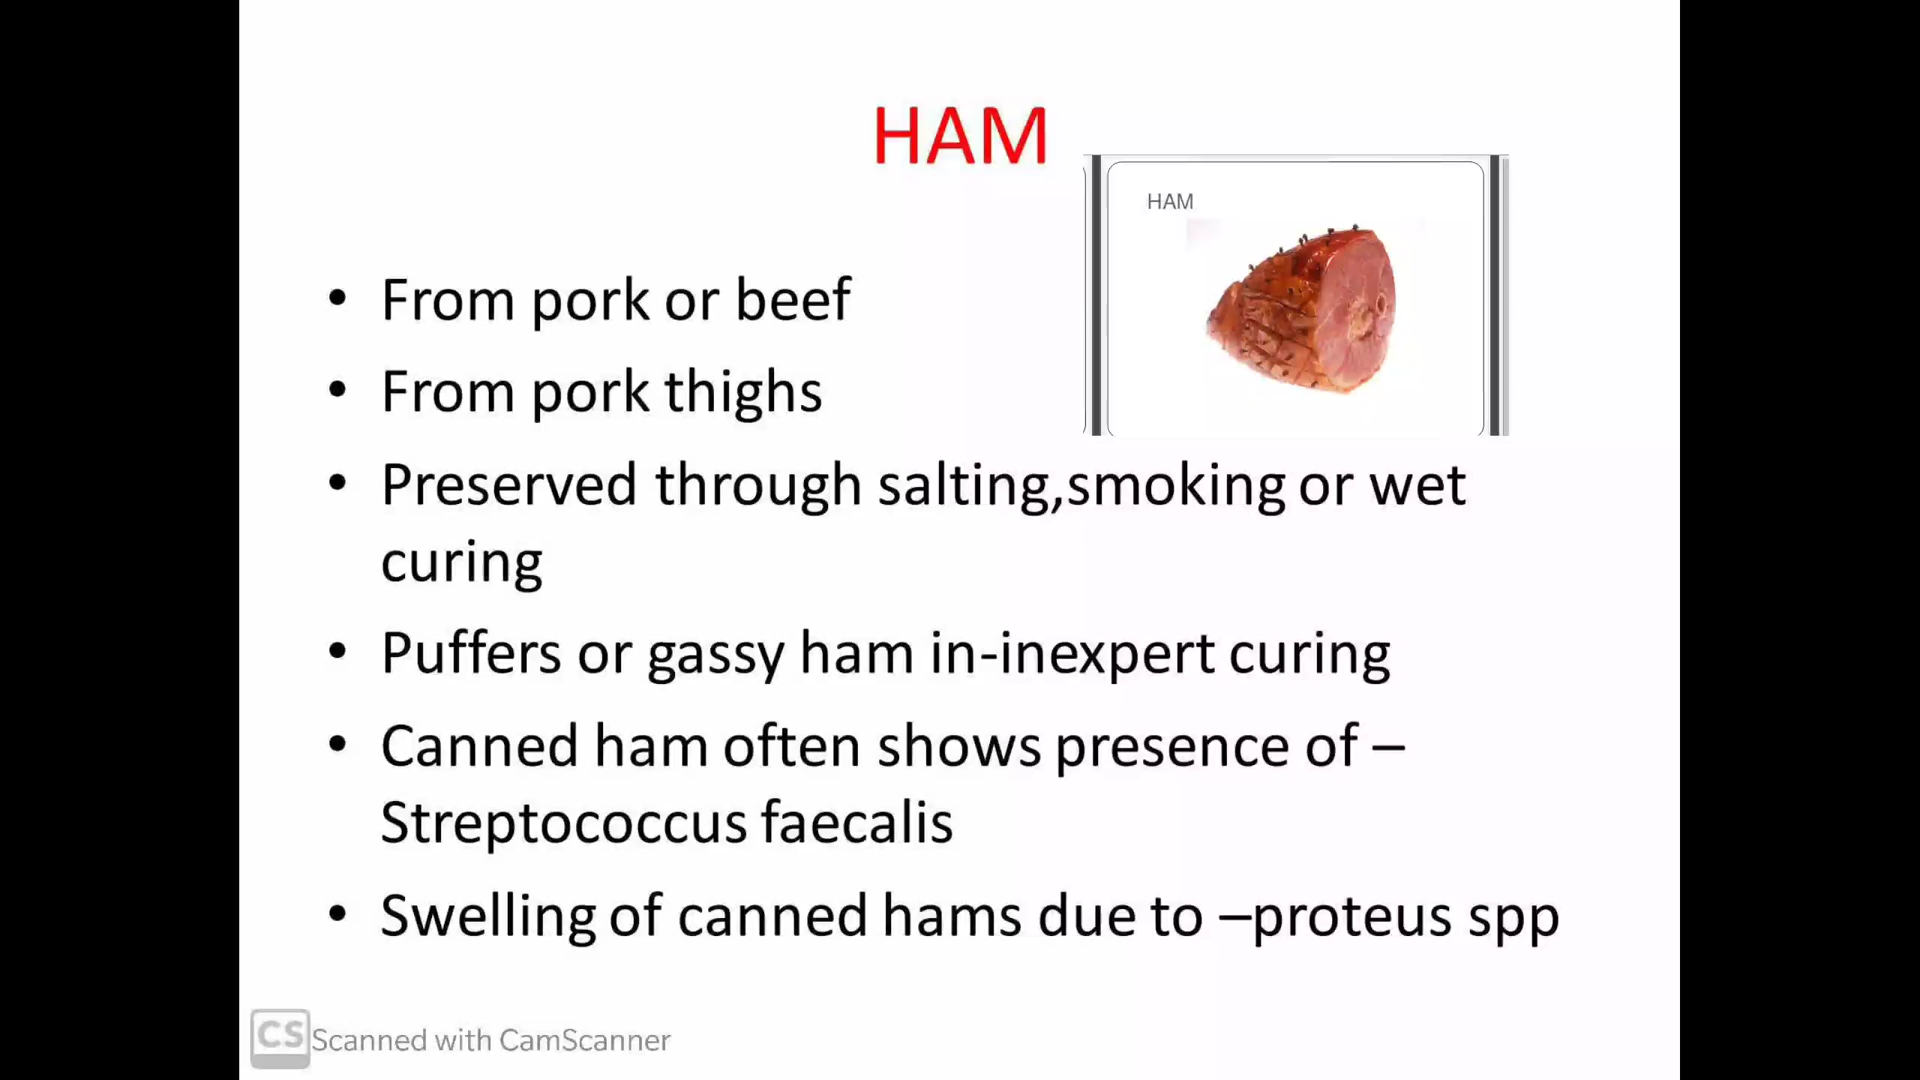 HAM
HAM
• From pork or beef
• From pork thighs
• Preserved through salting,smoking or wet
curing
• Puffers or gassy ham in-inexpert curing
• Canned ham often shows presence of –
Streptococcus faecalis
• Swelling of canned hams due to –proteus spp
CS Scanned with CamScanner